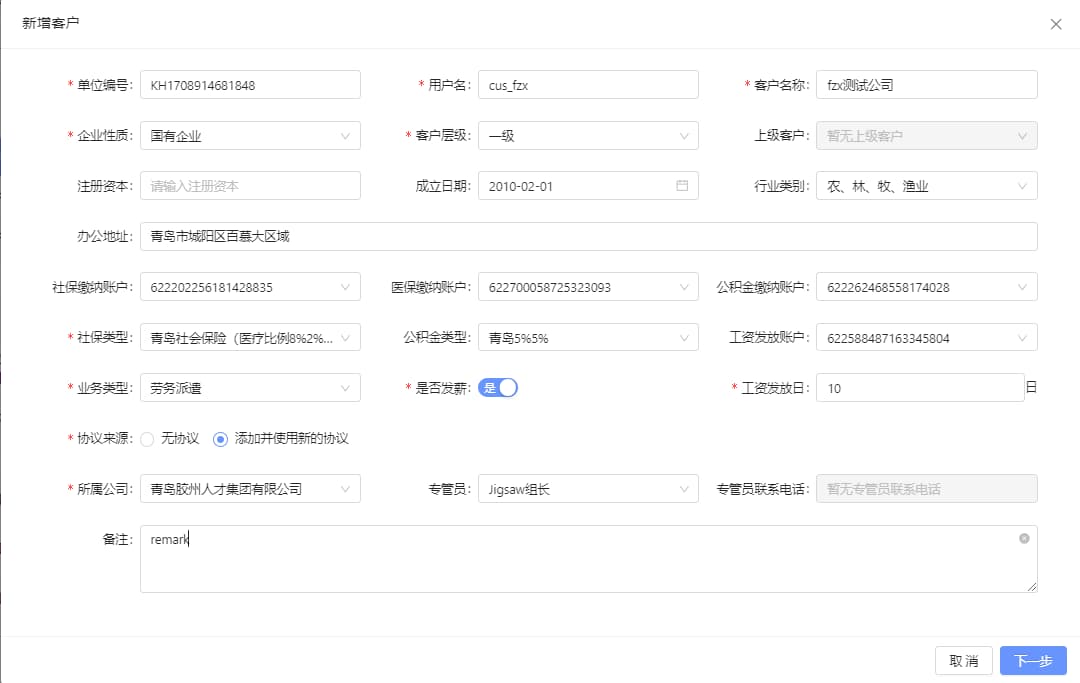 新增客户
* 单位编号: KH1708914681848 * 用户名: cus_fzx * 客户名称: fzx测试公司
* 企业性质: 国有企业 * 客户层级: 一级 上级客户: 暂无上级客户
注册资本: 请输入注册资本 成立日期: 2010-02-01 行业类别: 农、林、牧、渔业
办公地址: 青岛市城阳区百慕大区域
社保缴纳账户: 622202256181428835 医保缴纳账户: 622700058725323093 公积金缴纳账户: 622262468558174028
* 社保类型: 青岛社会保险（医疗比例8%2%... 公积金类型: 青岛5%5% 工资发放账户: 622588487163345804
* 业务类型: 劳务派遣 * 是否发薪: 是 * 工资发放日: 10 日
* 协议来源: 无协议 添加并使用新的协议
* 所属公司: 青岛胶州人才集团有限公司 专管员: Jigsaw组长 专管员联系电话: 暂无专管员联系电话
备注: remark
取 消 下一步